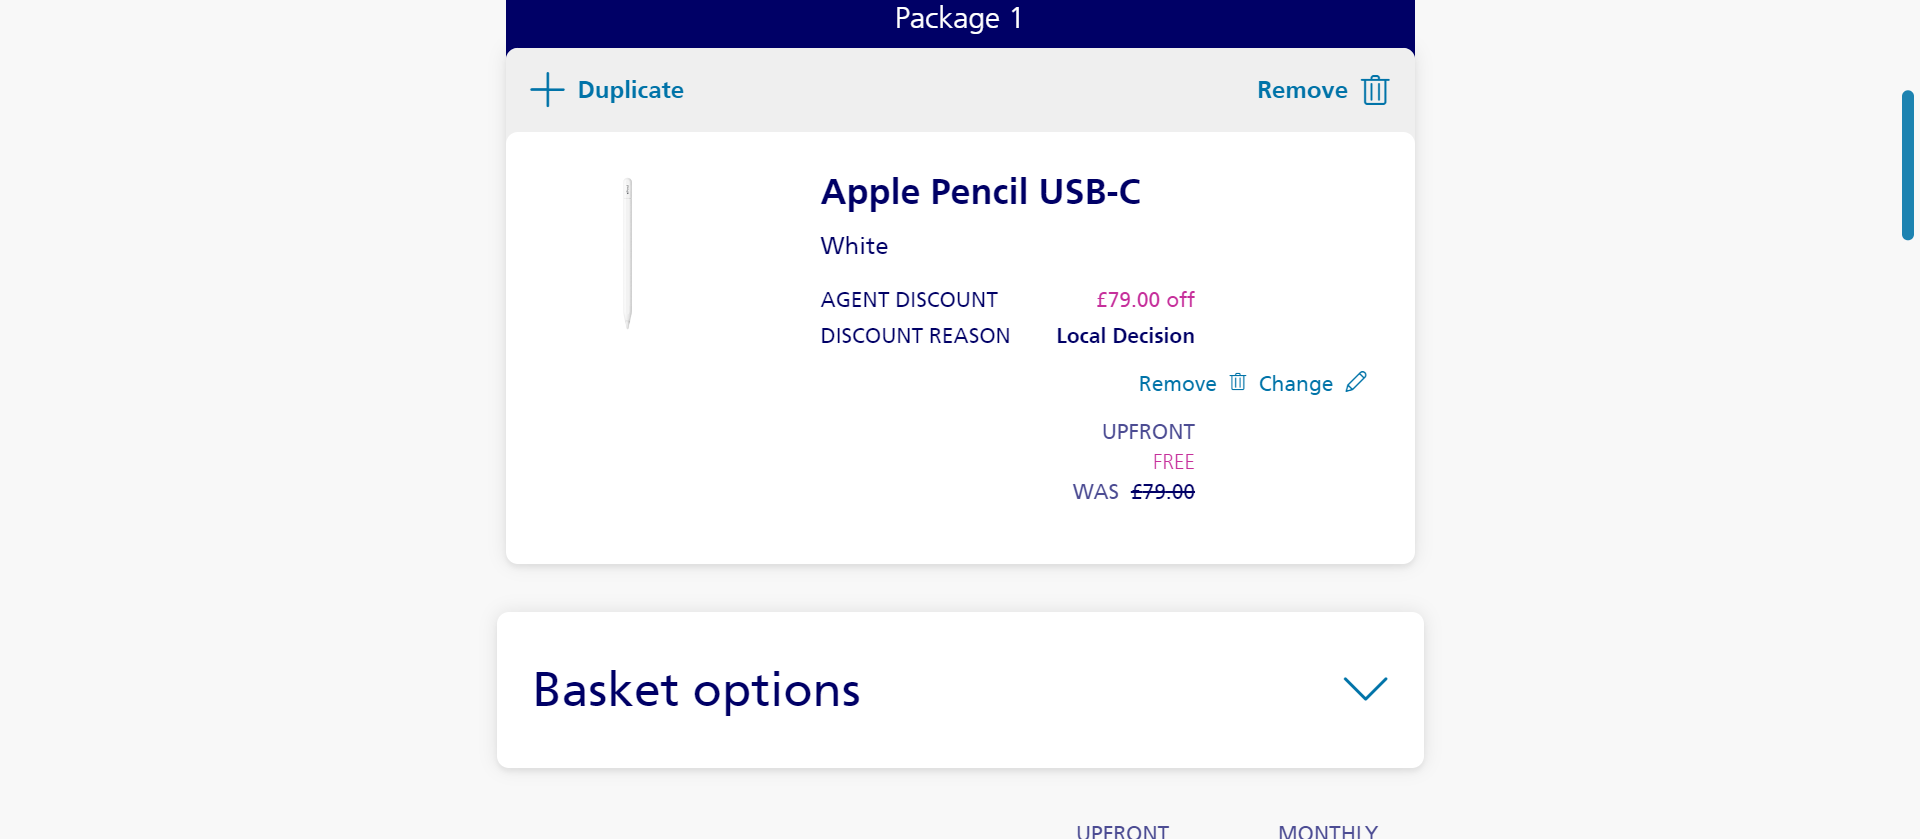 Package 1
Duplicate
Remove
Apple Pencil USB-C
White
AGENT DISCOUNT £79.00 off
DISCOUNT REASON Local Decision
Remove Change
UPFRONT
FREE
WAS £79.00
Basket options
UPFRONT MONTHLY